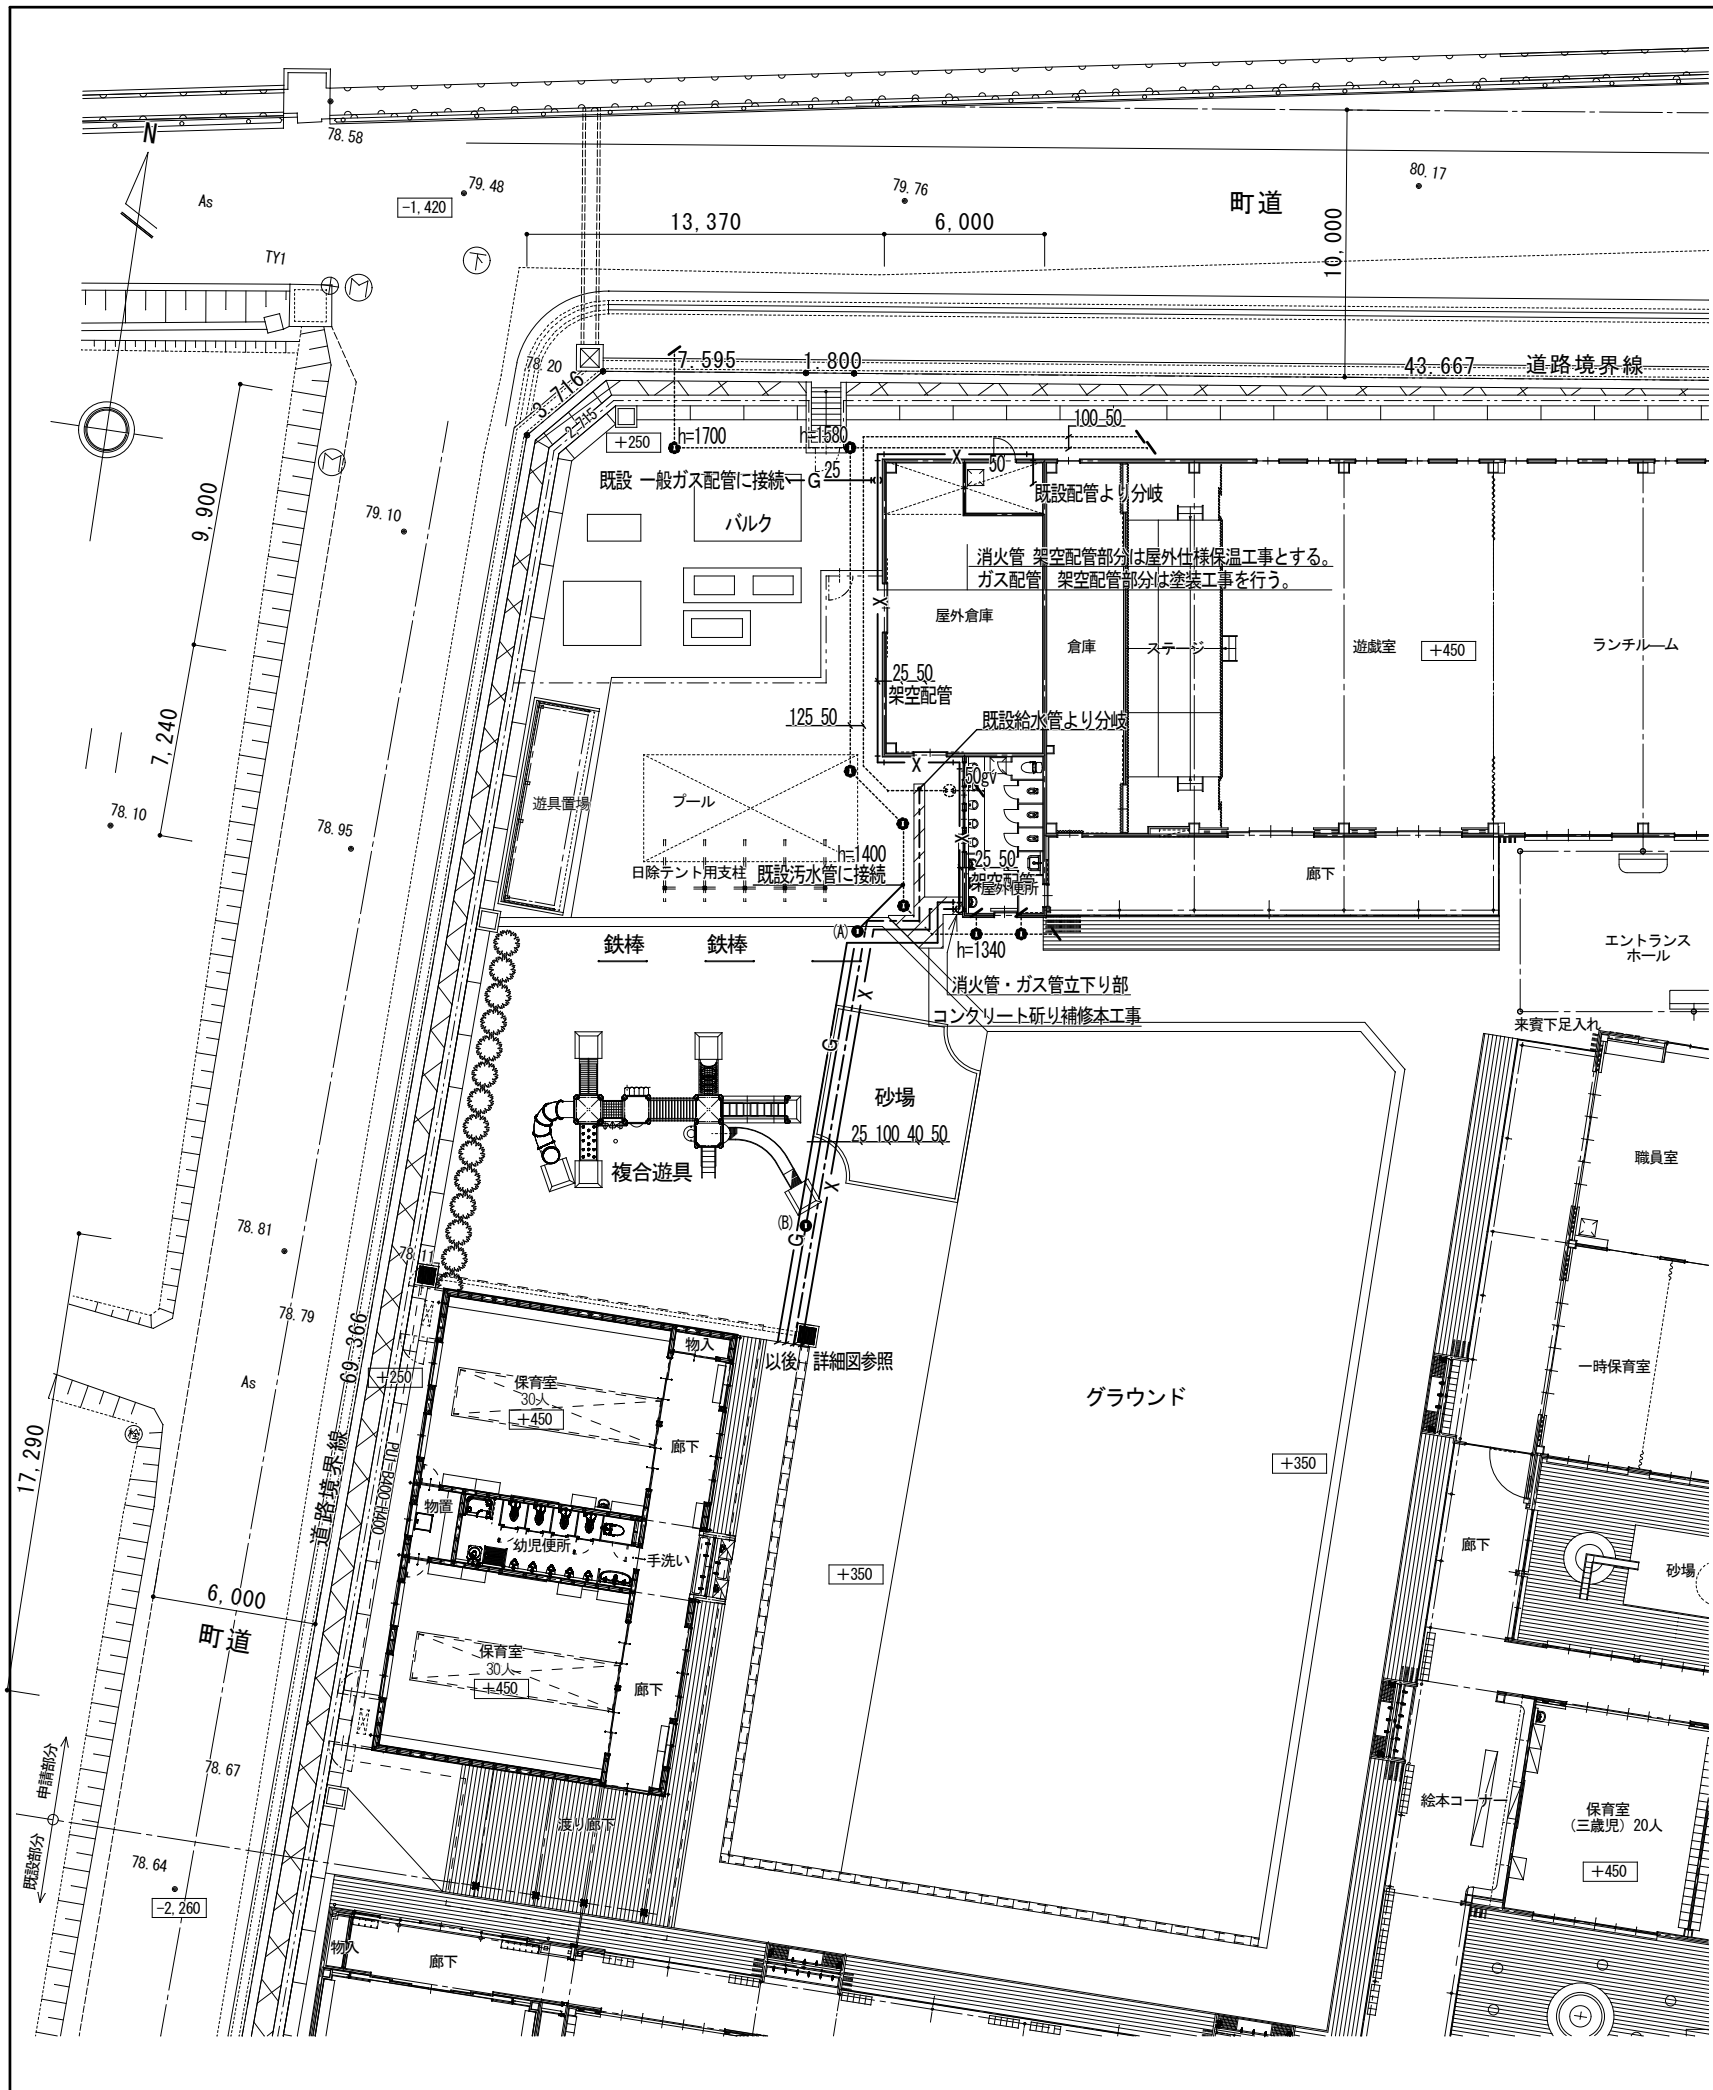 N
78.58
79.48
79.76
80.17
As
-1,420
町道
13,370
6,000
10,000
TY1
下
M
7.595
1.800
43.667
道路境界線
78.20
3.716
2.715
100 50
+250
h=1700
h=1580
M
X
50
25
既設 一般ガス配管に接続
G
既設配管より分岐
9,900
79.10
バルク
消火管 架空配管部分は屋外仕様保温工事とする。
ガス配管 架空配管部分は塗装工事を行う。
X
屋外倉庫
倉庫
ステージ
遊戯室
+450
ランチルーム
25 50
架空配管
7,240
125 50
既設給水管より分岐
X
50gv
78.10
78.95
遊具置場
プール
X
h=1400
25 50
日除テント用支柱
既設汚水管に接続
架空配管
屋外便所
廊下
(A)
鉄棒
鉄棒
h=1340
エントランス
ホール
X
消火管・ガス管立下り部
コンクリート斫り補修本工事
来賓下足入れ
G
砂場
25 100 40 50
職員室
複合遊具
X
78.81
(B)
G
78.11
78.79
69.366
物入
以後 詳細図参照
一時保育室
+250
As
保育室
30人
+450
グラウンド
廊下
栓
17,290
道路境界線
PU1-B400-H400
+350
物置
幼児便所
手洗い
廊下
+350
砂場
6,000
町道
保育室
30人
+450
廊下
申請部分
78.67
絵本コーナー
保育室
(三歳児)20人
渡り廊下
既設部分
78.64
+450
-2,260
物入
廊下